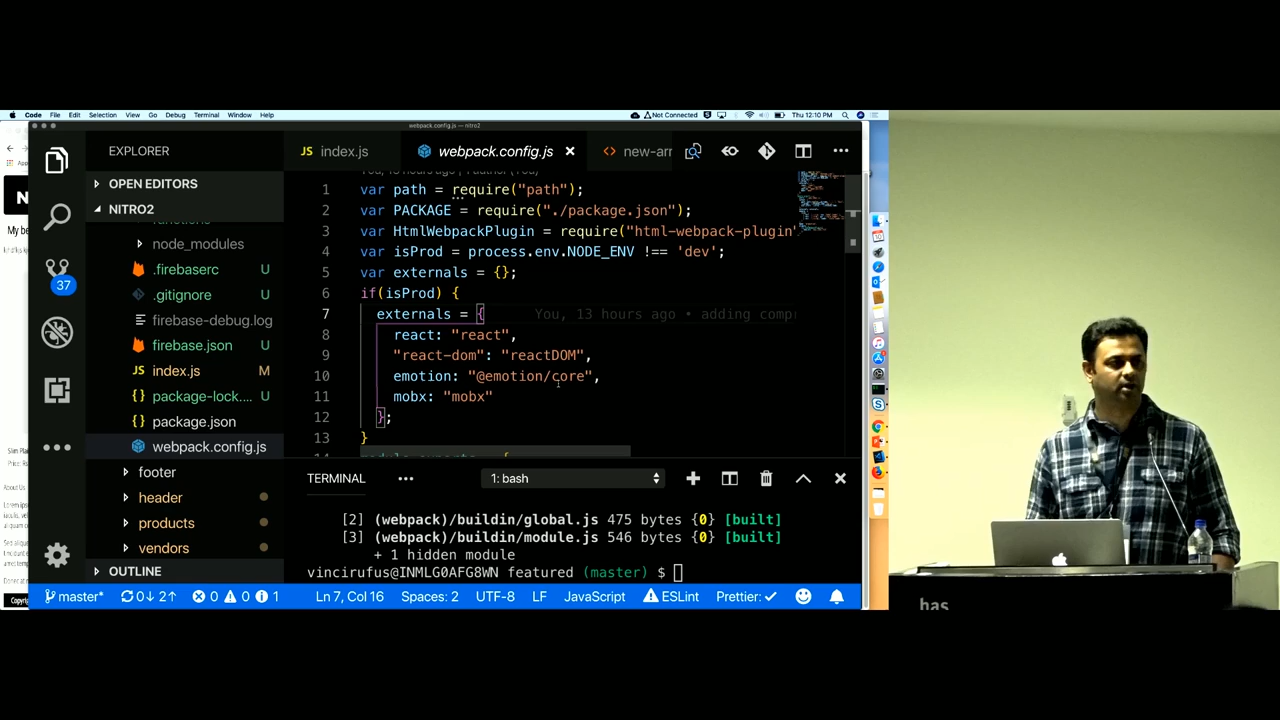 Code File Edit Selection View Go Debug Terminal Window Help Not Connected Thu 12:10 PM
webpack.config.js — nitro2
EXPLORER
JS index.js
webpack.config.js
<> new-arr
OPEN EDITORS
NITRO2
node_modules
.firebaserc U
.gitignore U
firebase-debug.log
firebase.json U
JS index.js M
{} package-lock.... U
{} package.json
webpack.config.js
footer
header
products
vendors
OUTLINE
37
1 var path = require("path");
2 var PACKAGE = require("./package.json");
3 var HtmlWebpackPlugin = require("html-webpack-plugin"
4 var isProd = process.env.NODE_ENV !== 'dev';
5 var externals = {};
6 if(isProd) {
7 externals = { You, 13 hours ago • adding compr
8 react: "react",
9 "react-dom": "reactDOM",
10 emotion: "@emotion/core",
11 mobx: "mobx"
12 };
13 }
TERMINAL
1: bash
[2] (webpack)/buildin/global.js 475 bytes {0} [built]
[3] (webpack)/buildin/module.js 546 bytes {0} [built]
+ 1 hidden module
vincirufus@INMLG0AFG8WN featured (master) $
master* 0↓ 2↑ 0 0 1 Ln 7, Col 16 Spaces: 2 UTF-8 LF JavaScript ESLint Prettier: ✓
has